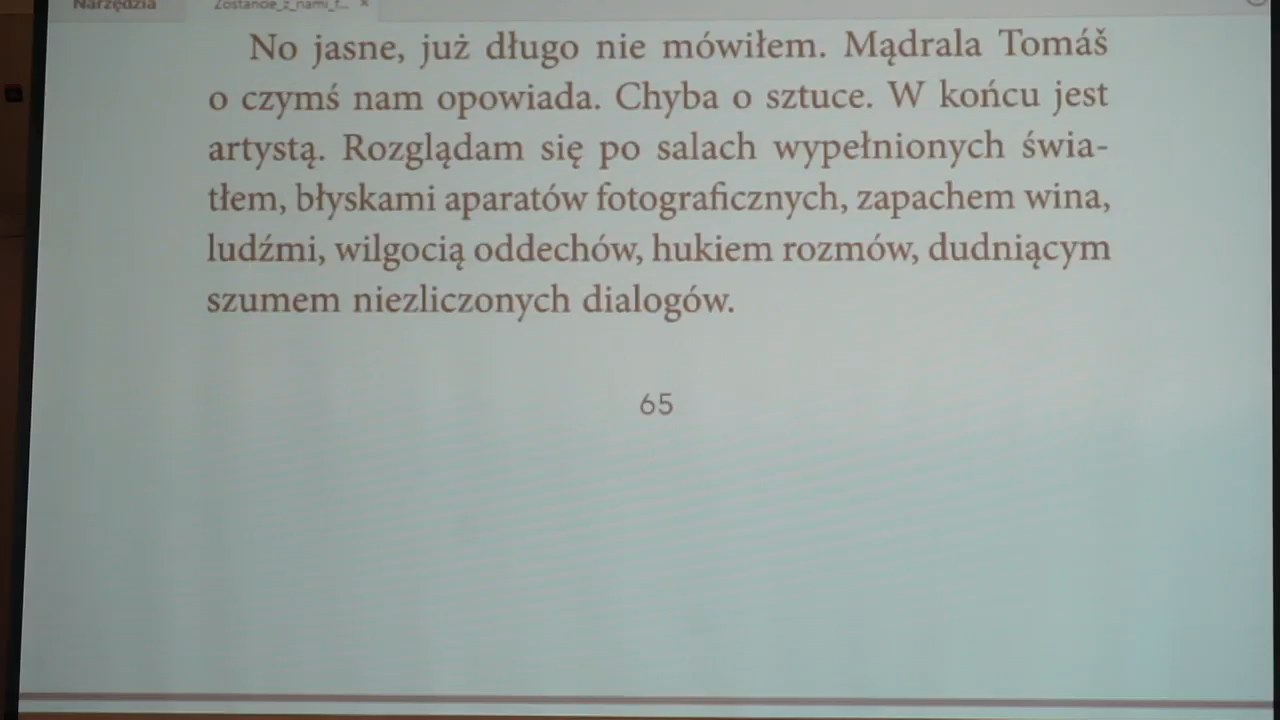 Narzędzia
Zostancie_z_nami_t... ×
No jasne, już długo nie mówiłem. Mądrala Tomáš
o czymś nam opowiada. Chyba o sztuce. W końcu jest
artystą. Rozglądam się po salach wypełnionych świa-
tłem, błyskami aparatów fotograficznych, zapachem wina,
ludźmi, wilgocią oddechów, hukiem rozmów, dudniącym
szumem niezliczonych dialogów.
65